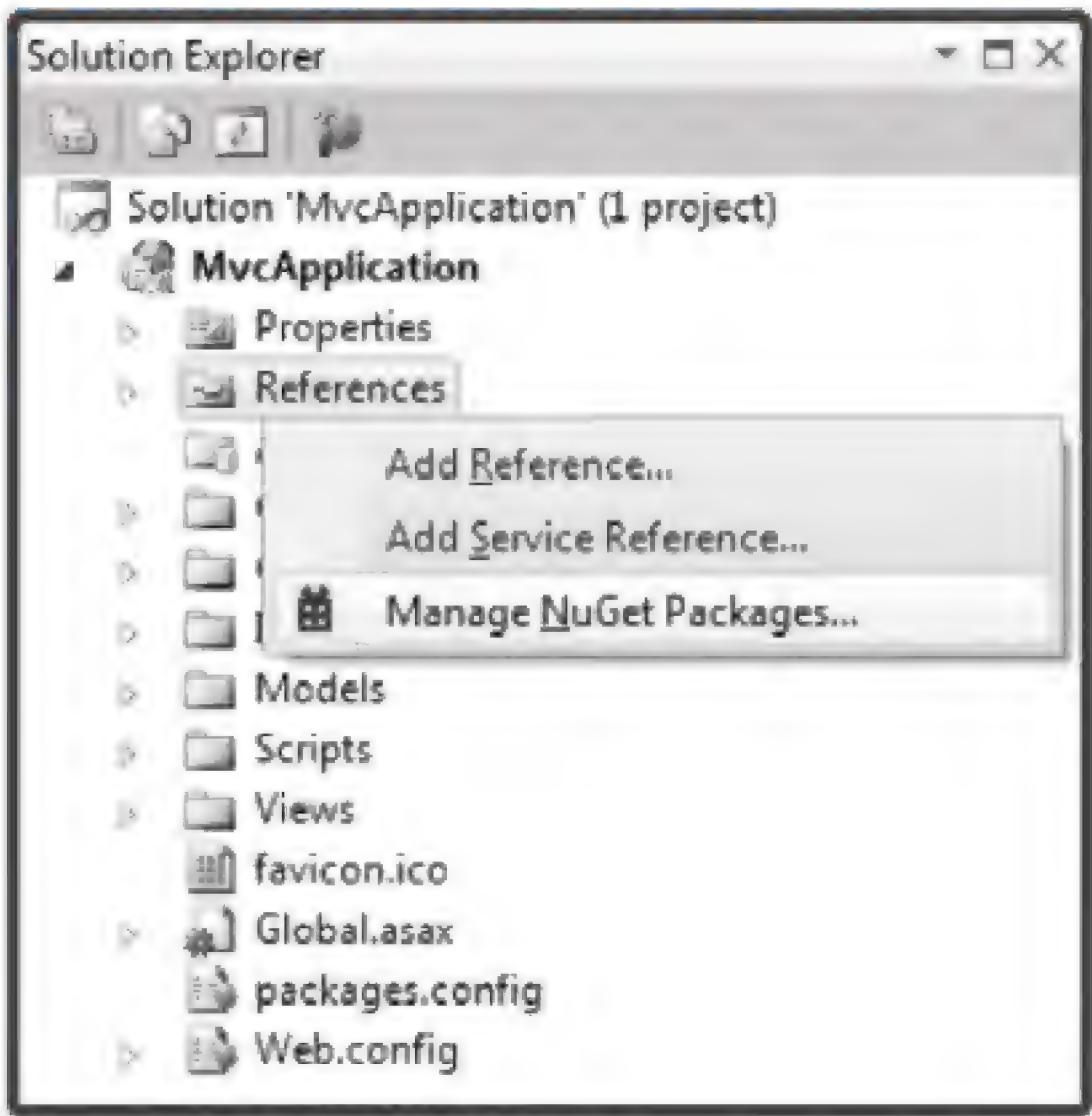 Solution Explorer
Solution 'MvcApplication' (1 project)
MvcApplication
Properties
References
Add Reference...
Add Service Reference...
Manage NuGet Packages...
Models
Scripts
Views
favicon.ico
Global.asax
packages.config
Web.config